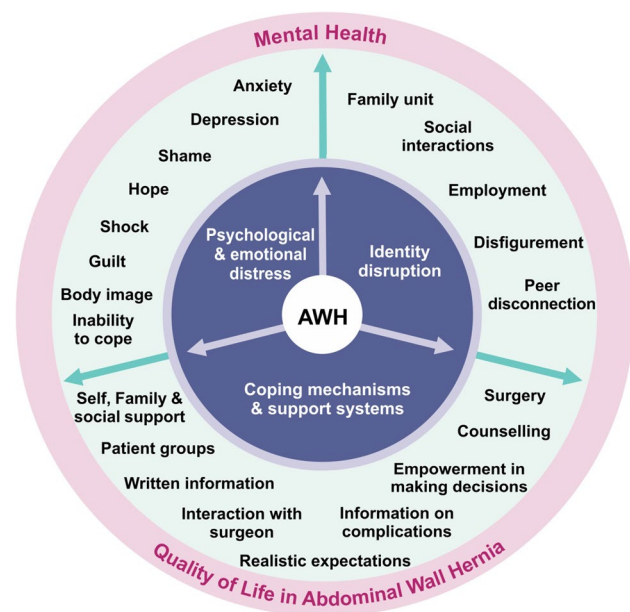 Mental Health
Anxiety
Depression
Shame
Hope
Shock
Guilt
Body image
Inability
to cope
Family unit
Social
interactions
Employment
Disfigurement
Peer
disconnection
Psychological
& emotional
distress
Identity
disruption
AWH
Coping mechanisms
& support systems
Self, Family &
social support
Patient groups
Written information
Interaction with
surgeon
Realistic expectations
Surgery
Counselling
Empowerment in
making decisions
Information on
complications
Quality of Life in Abdominal Wall Hernia